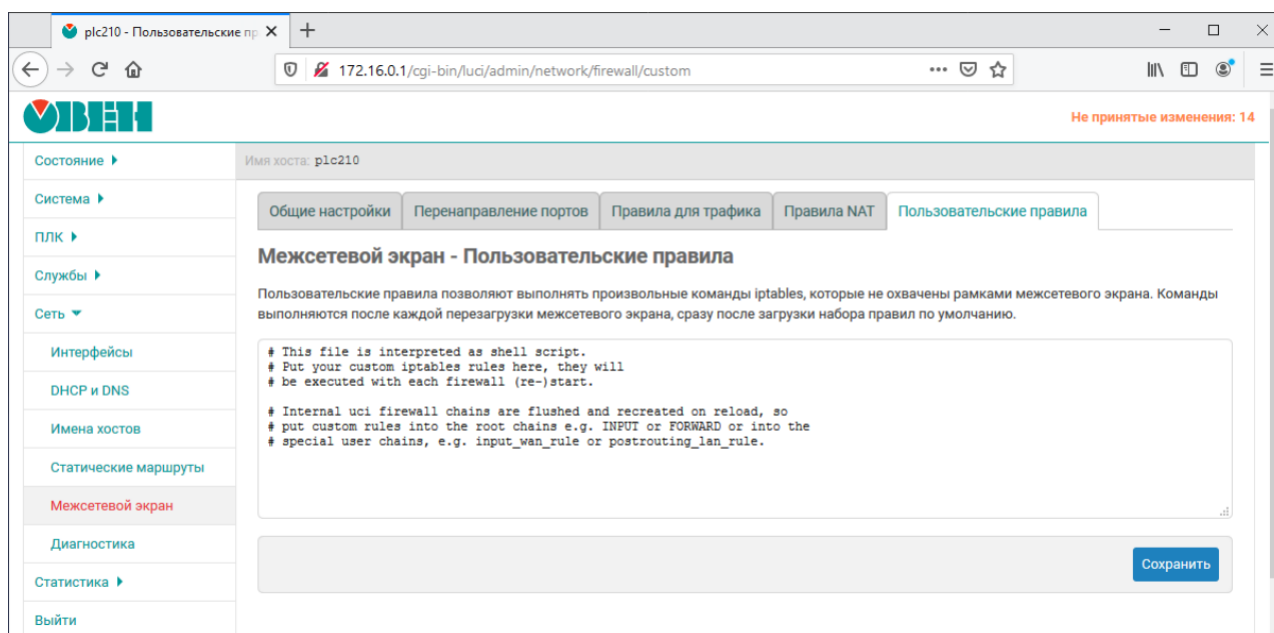 plc210 - Пользовательские пр
172.16.0.1/cgi-bin/luci/admin/network/firewall/custom
ОВЕН
Не принятые изменения: 14
Состояние
Имя хоста: plc210
Система
ПЛК
Службы
Сеть
Интерфейсы
DHCP и DNS
Имена хостов
Статические маршруты
Межсетевой экран
Диагностика
Статистика
Выйти
Общие настройки
Перенаправление портов
Правила для трафика
Правила NAT
Пользовательские правила
Межсетевой экран - Пользовательские правила
Пользовательские правила позволяют выполнять произвольные команды iptables, которые не охвачены рамками межсетевого экрана. Команды
выполняются после каждой перезагрузки межсетевого экрана, сразу после загрузки набора правил по умолчанию.
# This file is interpreted as shell script.
# Put your custom iptables rules here, they will
# be executed with each firewall (re-)start.
# Internal uci firewall chains are flushed and recreated on reload, so
# put custom rules into the root chains e.g. INPUT or FORWARD or into the
# special user chains, e.g. input_wan_rule or postrouting_lan_rule.
Сохранить